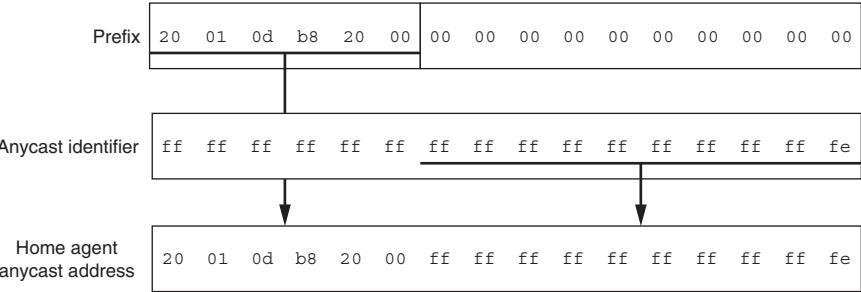 Prefix 20 01 0d b8 20 00 00 00 00 00 00 00 00 00 00 00
Anycast identifier ff ff ff ff ff ff ff ff ff ff ff ff ff ff ff fe
Home agent
anycast address 20 01 0d b8 20 00 ff ff ff ff ff ff ff ff ff fe